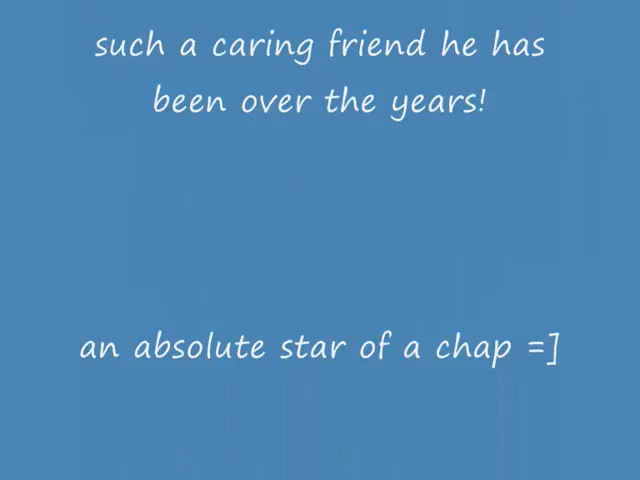 such a caring friend he has
been over the years!
an absolute star of a chap =]